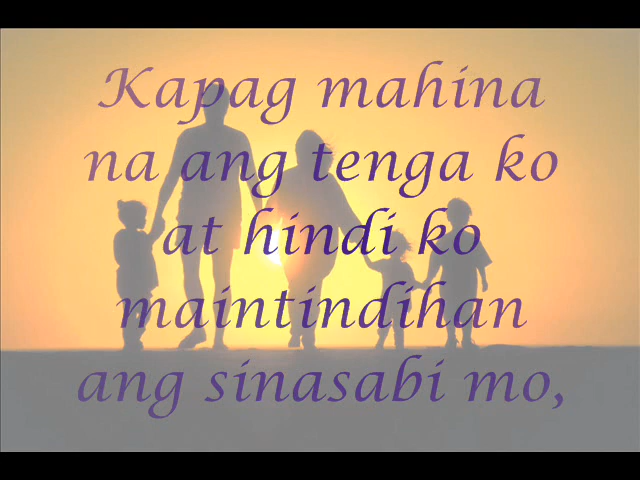 Kapag mahina
na ang tenga ko
at hindi ko
maintindihan
ang sinasabi mo,